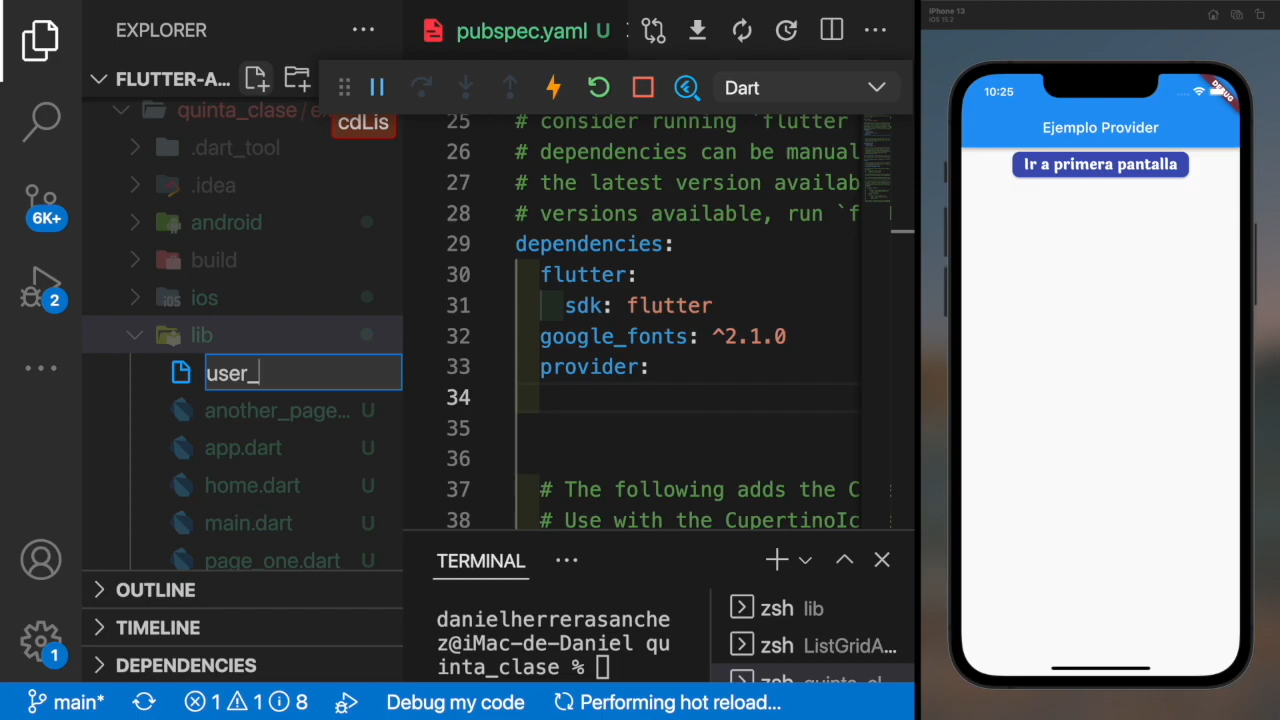 EXPLORER
FLUTTER-A...
quinta_clase
cdLis
.dart_tool
.idea
android
build
ios
lib
user_
another_page... U
app.dart U
home.dart U
main.dart U
page_one.dart U
OUTLINE
TIMELINE
DEPENDENCIES
6K+
2
1
pubspec.yaml U
Dart
25 # consider running `flutter
26 # dependencies can be manual
27 # the latest version availab
28 # versions available, run `f
29 dependencies:
30 flutter:
31 sdk: flutter
32 google_fonts: ^2.1.0
33 provider:
34
35
36
37 # The following adds the C
38 # Use with the CupertinoIc
TERMINAL
danielherrerasanche
z@iMac-de-Daniel qu
inta_clase %
zsh lib
zsh ListGridA...
main* 1 1 8 Debug my code Performing hot reload...
iPhone 13
iOS 15.2
10:25
DEBUG
Ejemplo Provider
Ir a primera pantalla